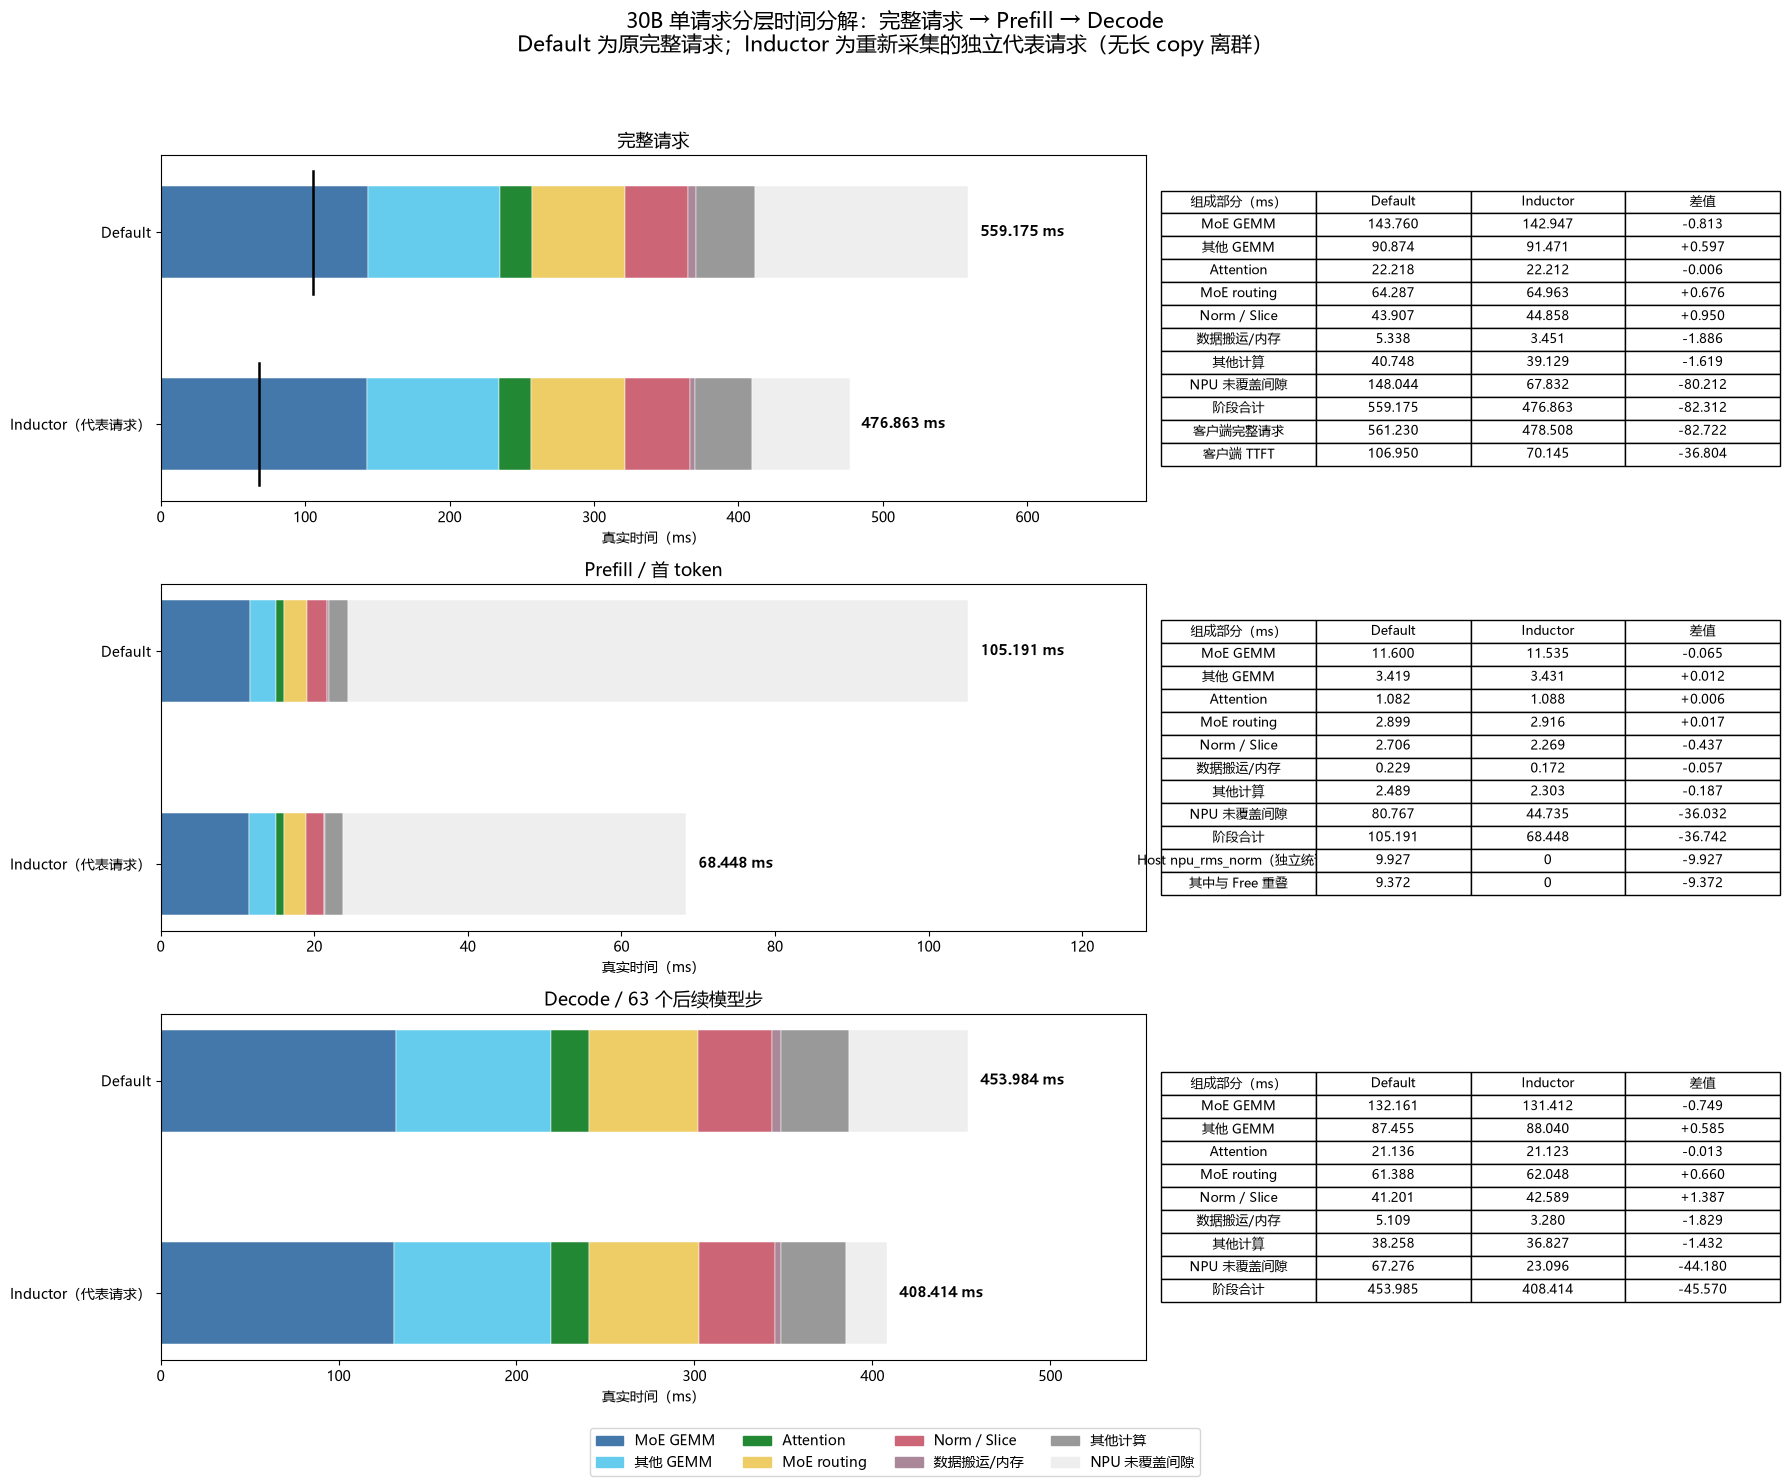 30B 单请求分层时间分解：完整请求 → Prefill → Decode
Default 为原完整请求；Inductor 为重新采集的独立代表请求（无长 copy 离群）
完整请求
Default
559.175 ms
Inductor（代表请求）
476.863 ms
0 100 200 300 400 500 600
真实时间（ms）
组成部分（ms） Default Inductor 差值
MoE GEMM 143.760 142.947 -0.813
其他 GEMM 90.874 91.471 +0.597
Attention 22.218 22.212 -0.006
MoE routing 64.287 64.963 +0.676
Norm / Slice 43.907 44.858 +0.950
数据搬运/内存 5.338 3.451 -1.886
其他计算 40.748 39.129 -1.619
NPU 未覆盖间隙 148.044 67.832 -80.212
阶段合计 559.175 476.863 -82.312
客户端完整请求 561.230 478.508 -82.722
客户端 TTFT 106.950 70.145 -36.804
Prefill / 首 token
Default
105.191 ms
Inductor（代表请求）
68.448 ms
0 20 40 60 80 100 120
真实时间（ms）
组成部分（ms） Default Inductor 差值
MoE GEMM 11.600 11.535 -0.065
其他 GEMM 3.419 3.431 +0.012
Attention 1.082 1.088 +0.006
MoE routing 2.899 2.916 +0.017
Norm / Slice 2.706 2.269 -0.437
数据搬运/内存 0.229 0.172 -0.057
其他计算 2.489 2.303 -0.187
NPU 未覆盖间隙 80.767 44.735 -36.032
阶段合计 105.191 68.448 -36.742
Host npu_rms_norm（独立统 9.927 0 -9.927
其中与 Free 重叠 9.372 0 -9.372
Decode / 63 个后续模型步
Default
453.984 ms
Inductor（代表请求）
408.414 ms
0 100 200 300 400 500
真实时间（ms）
组成部分（ms） Default Inductor 差值
MoE GEMM 132.161 131.412 -0.749
其他 GEMM 87.455 88.040 +0.585
Attention 21.136 21.123 -0.013
MoE routing 61.388 62.048 +0.660
Norm / Slice 41.201 42.589 +1.387
数据搬运/内存 5.109 3.280 -1.829
其他计算 38.258 36.827 -1.432
NPU 未覆盖间隙 67.276 23.096 -44.180
阶段合计 453.985 408.414 -45.570
MoE GEMM Attention Norm / Slice 其他计算
其他 GEMM MoE routing 数据搬运/内存 NPU 未覆盖间隙